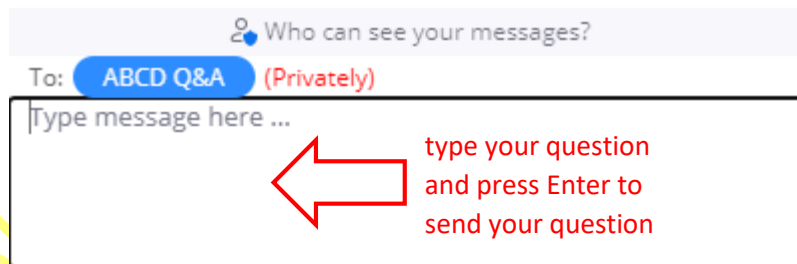 Who can see your messages?
To: ABCD Q&A (Privately)
Type message here ...
type your question
and press Enter to
send your question